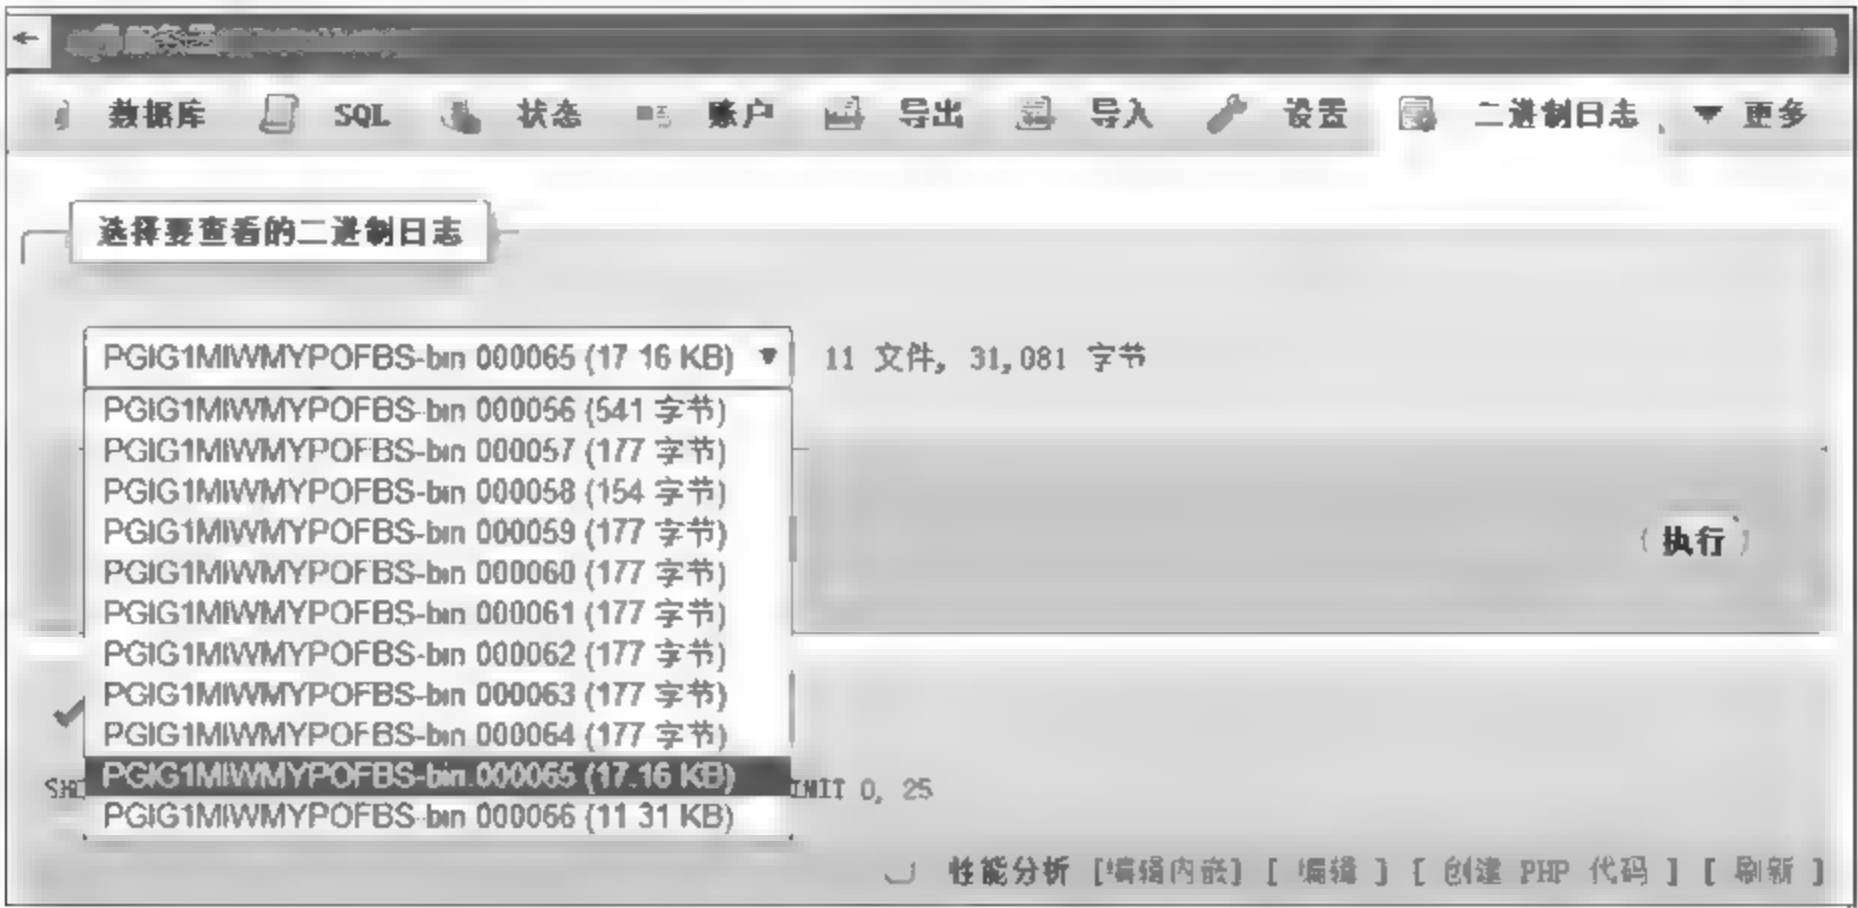 数据库 SQL 状态 账户 导出 导入 设置 二进制日志 更多
选择要查看的二进制日志
PGIG1MIWMYPOFBS-bin 000065 (17 16 KB) 11 文件, 31,081 字节
PGIG1MIWMYPOFBS-bin 000056 (541 字节)
PGIG1MIWMYPOFBS-bin 000057 (177 字节)
PGIG1MIWMYPOFBS-bin 000058 (154 字节)
PGIG1MIWMYPOFBS-bin 000059 (177 字节)
执行
PGIG1MIWMYPOFBS-bin 000060 (177 字节)
PGIG1MIWMYPOFBS-bin 000061 (177 字节)
PGIG1MIWMYPOFBS-bin 000062 (177 字节)
PGIG1MIWMYPOFBS-bin 000063 (177 字节)
PGIG1MIWMYPOFBS-bin 000064 (177 字节)
PGIG1MIWMYPOFBS-bin.000065 (17.16 KB)
0, 25
PGIG1MIWMYPOFBS-bin 000066 (11 31 KB)
性能分析 [编辑内嵌] [ 编辑 ] [ 创建 PHP 代码 ] [ 刷新 ]